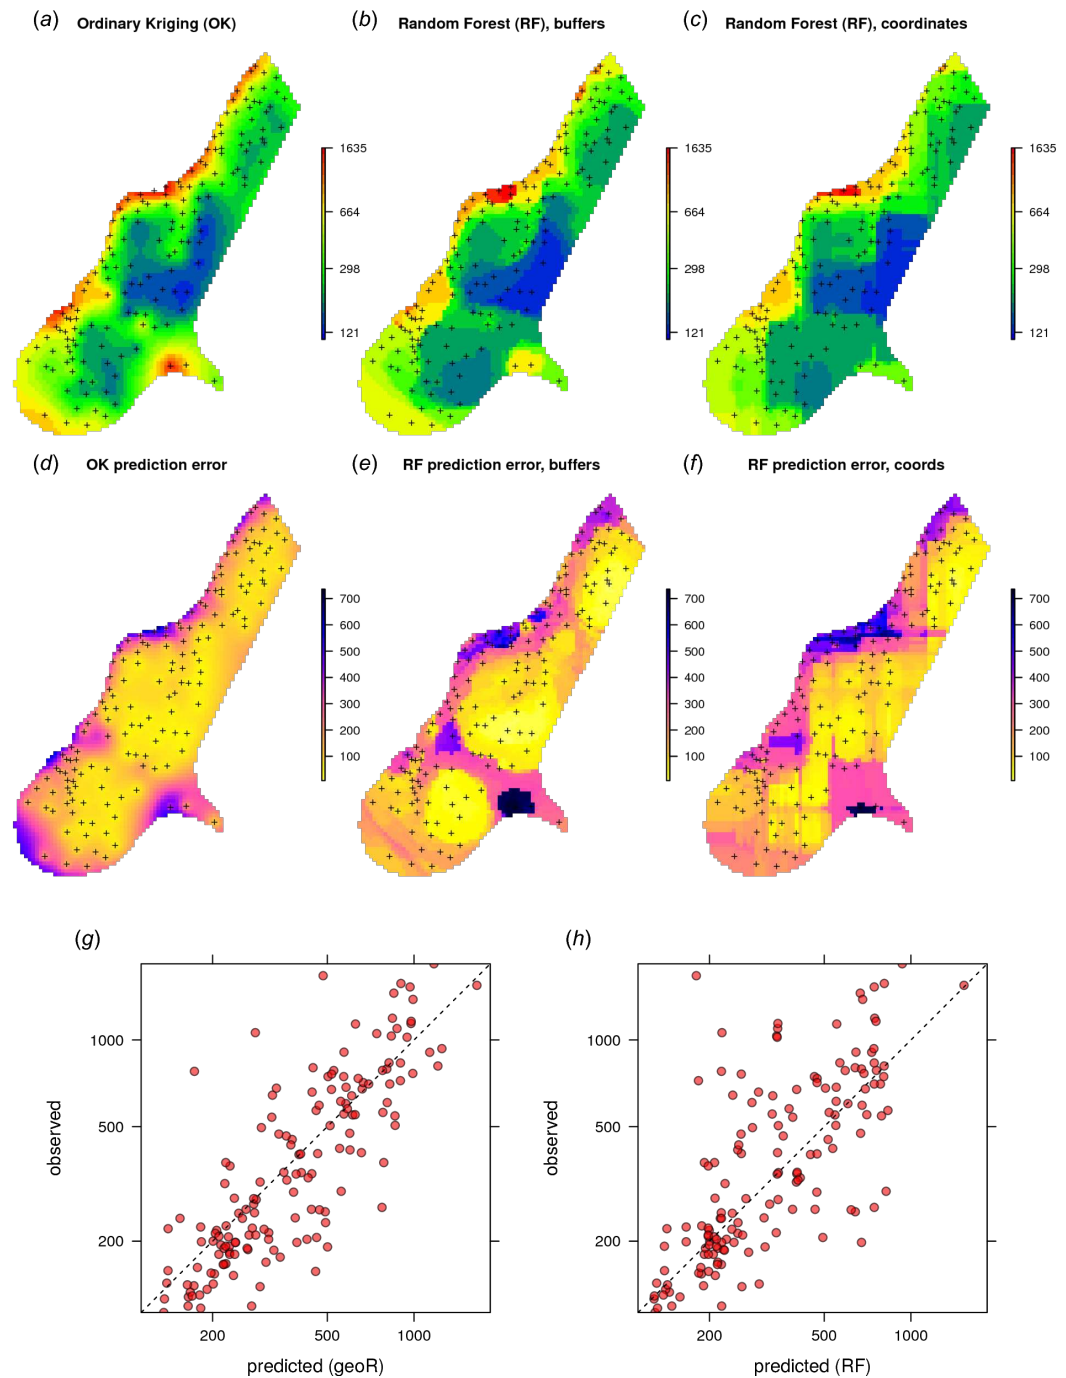 (a) Ordinary Kriging (OK)
(b) Random Forest (RF), buffers
(c) Random Forest (RF), coordinates
1635
664
298
121
1635
664
298
121
1635
664
298
121
(d) OK prediction error
(e) RF prediction error, buffers
(f) RF prediction error, coords
700
600
500
400
300
200
100
700
600
500
400
300
200
100
700
600
500
400
300
200
100
(g)
1000
500
200
observed
200 500 1000
predicted (geoR)
(h)
1000
500
200
observed
200 500 1000
predicted (RF)